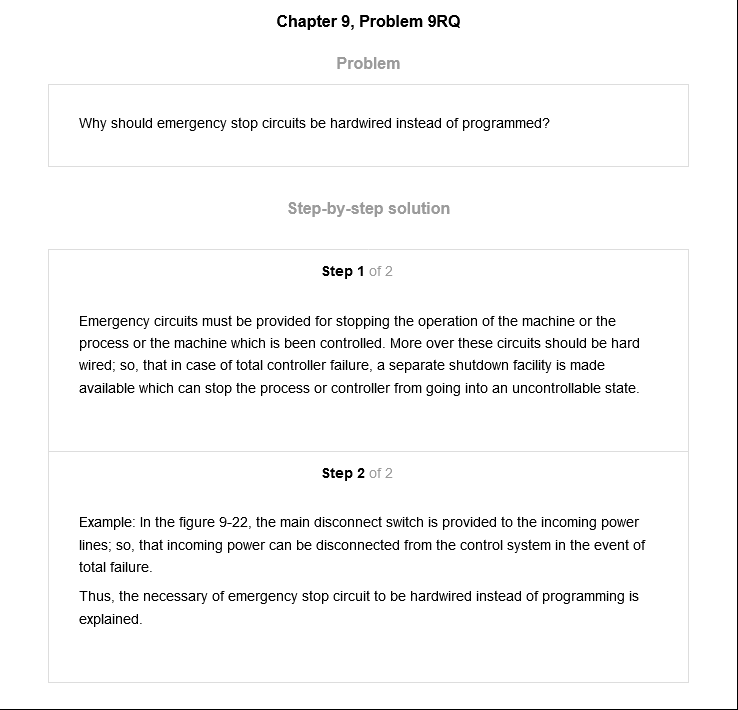 Chapter 9, Problem 9RQ
Problem
Why should emergency stop circuits be hardwired instead of programmed?
Step-by-step solution
Step 1 of 2
Emergency circuits must be provided for stopping the operation of the machine or the
process or the machine which is been controlled. More over these circuits should be hard
wired; so, that in case of total controller failure, a separate shutdown facility is made
available which can stop the process or controller from going into an uncontrollable state.
Step 2 of 2
Example: In the figure 9-22, the main disconnect switch is provided to the incoming power
lines; so, that incoming power can be disconnected from the control system in the event of
total failure.
Thus, the necessary of emergency stop circuit to be hardwired instead of programming is
explained.